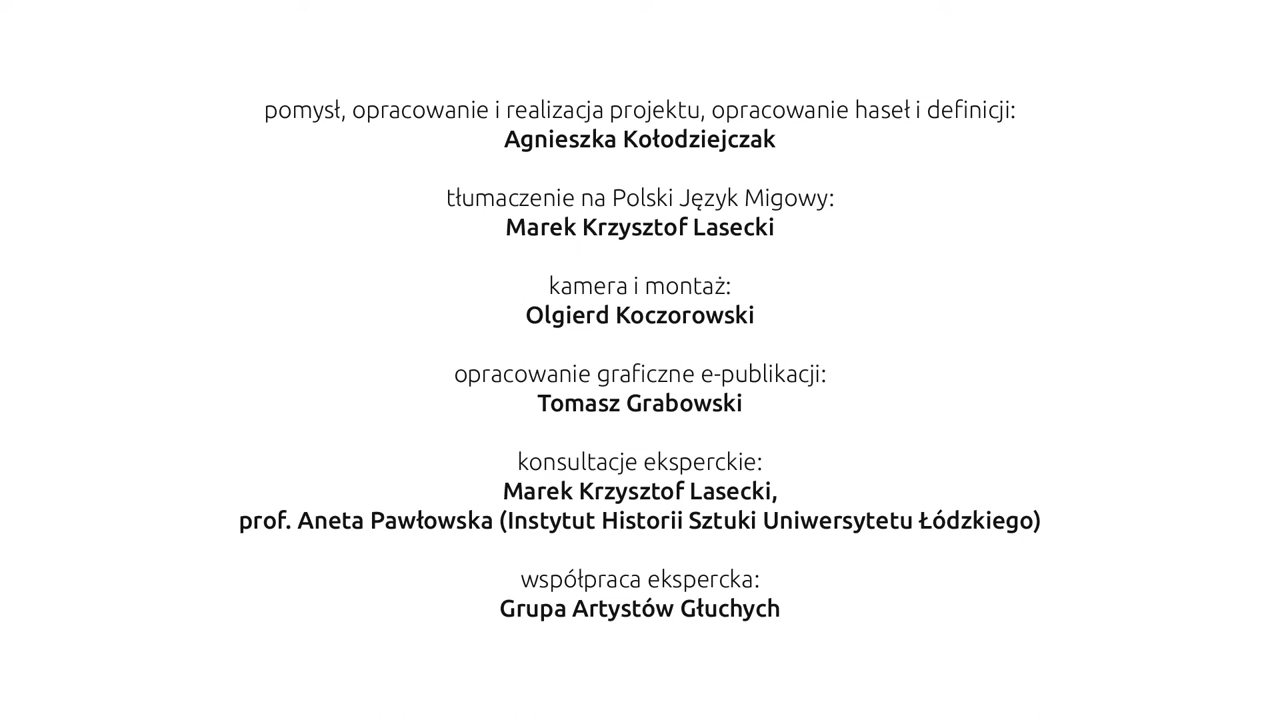 pomysł, opracowanie i realizacja projektu, opracowanie haseł i definicji:
Agnieszka Kołodziejczak
tłumaczenie na Polski Język Migowy:
Marek Krzysztof Lasecki
kamera i montaż:
Olgierd Koczorowski
opracowanie graficzne e-publikacji:
Tomasz Grabowski
konsultacje eksperckie:
Marek Krzysztof Lasecki,
prof. Aneta Pawłowska (Instytut Historii Sztuki Uniwersytetu Łódzkiego)
współpraca ekspercka:
Grupa Artystów Głuchych